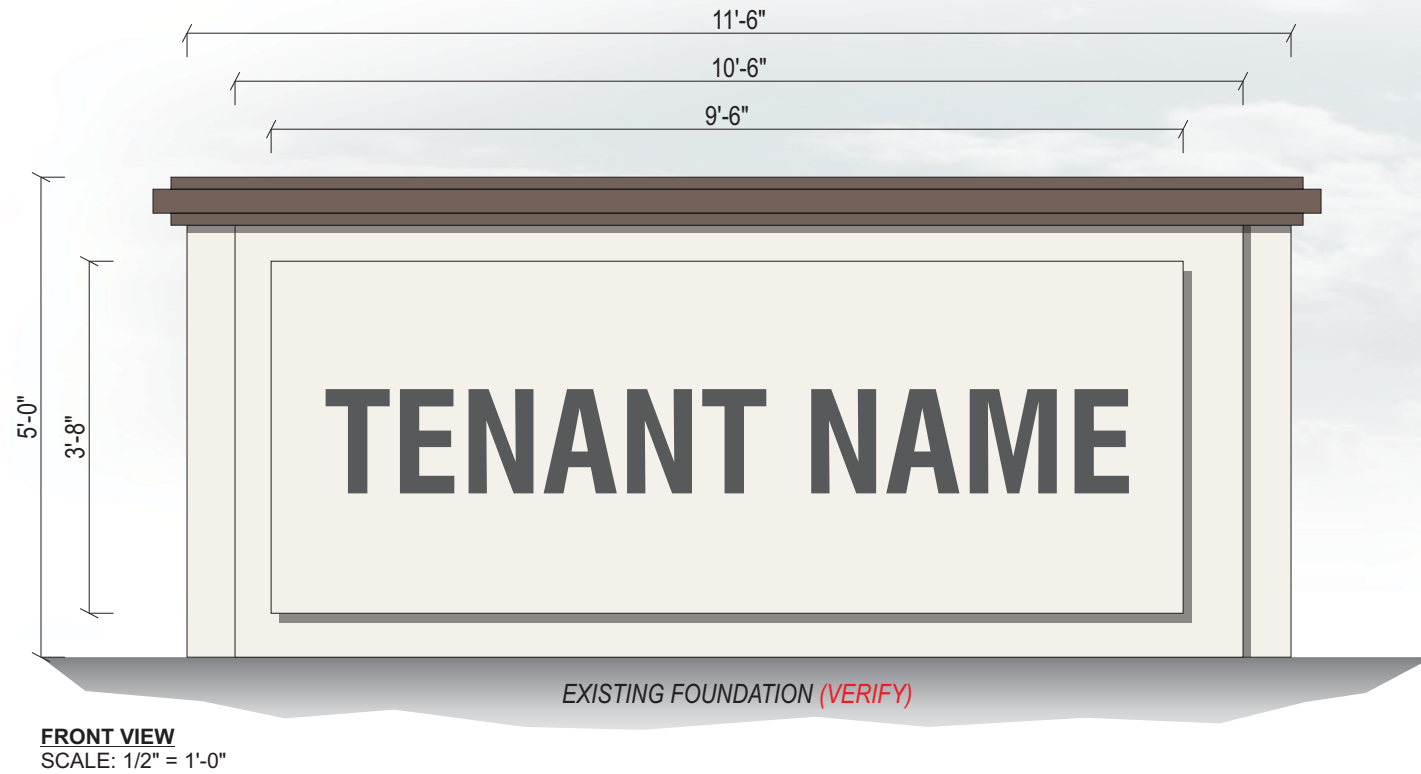 11'-6"
10'-6"
9'-6"
5'-0"
3'-8"
TENANT NAME
EXISTING FOUNDATION (VERIFY)
FRONT VIEW
SCALE: 1/2" = 1'-0"